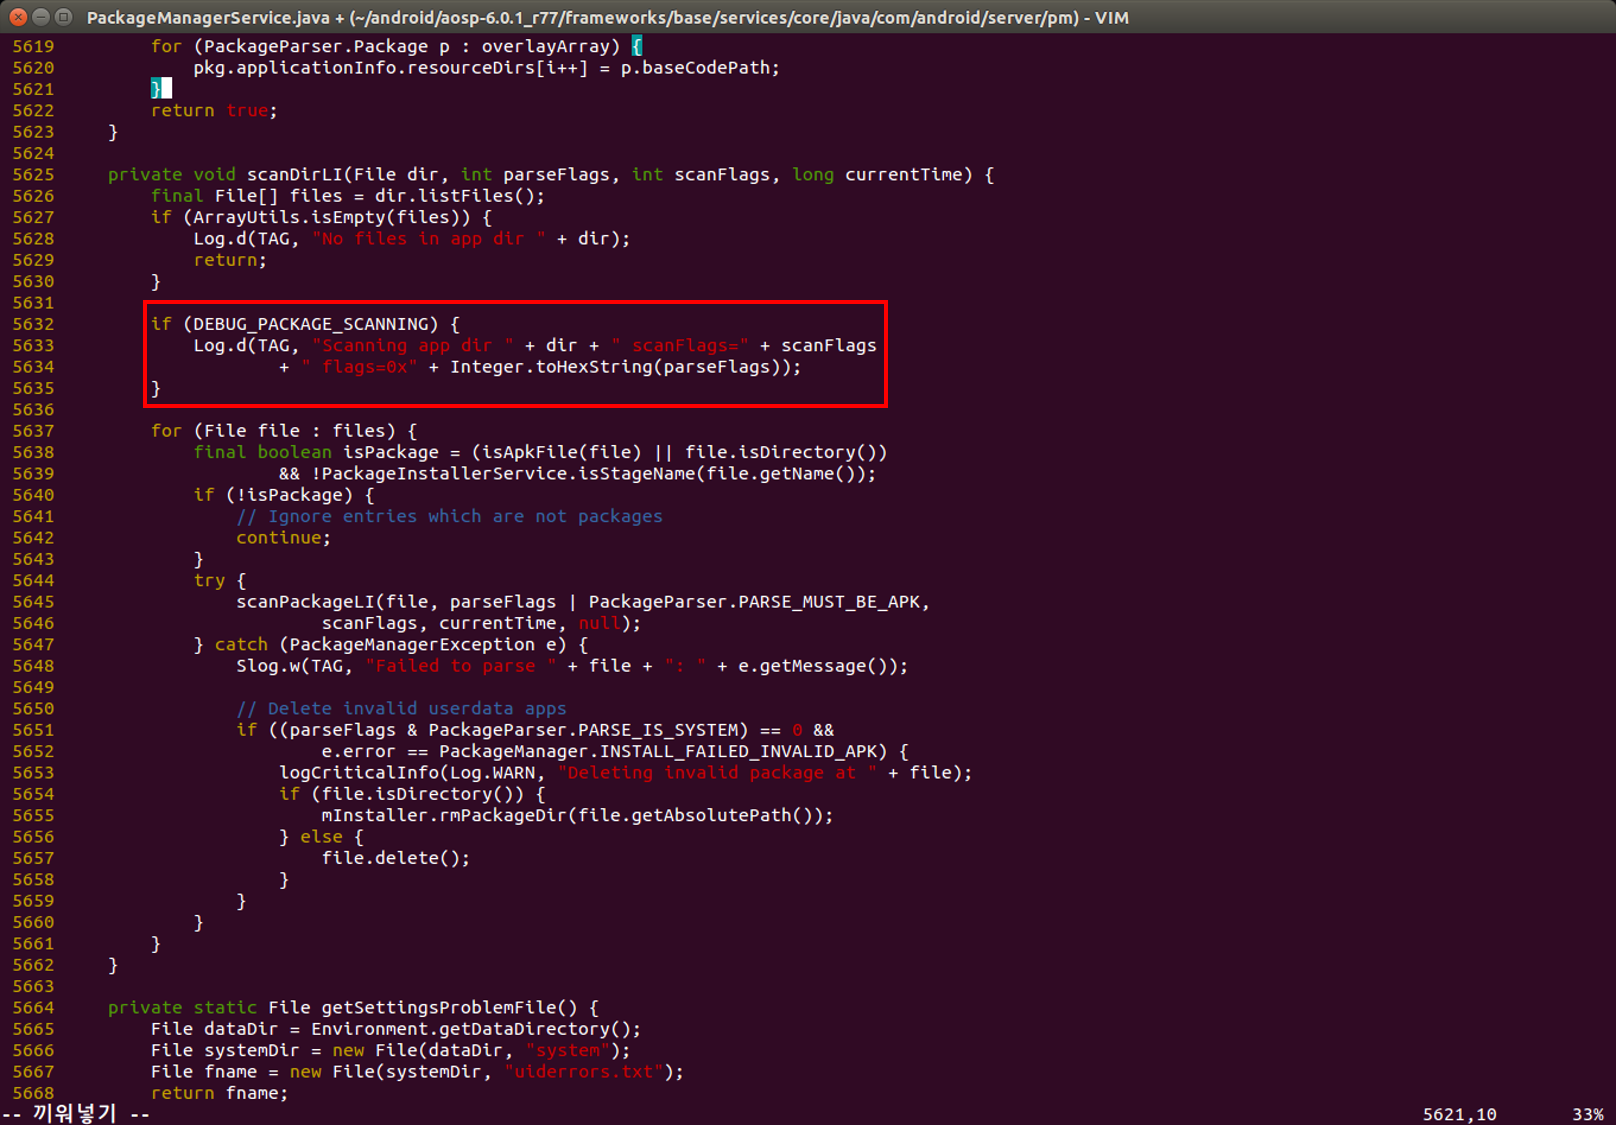 PackageManagerService.java + (~/android/aosp-6.0.1_r77/frameworks/base/services/core/java/com/android/server/pm) - VIM
5619         for (PackageParser.Package p : overlayArray) {
5620             pkg.applicationInfo.resourceDirs[i++] = p.baseCodePath;
5621         }
5622         return true;
5623     }
5624
5625     private void scanDirLI(File dir, int parseFlags, int scanFlags, long currentTime) {
5626         final File[] files = dir.listFiles();
5627         if (ArrayUtils.isEmpty(files)) {
5628             Log.d(TAG, "No files in app dir " + dir);
5629             return;
5630         }
5631
5632         if (DEBUG_PACKAGE_SCANNING) {
5633             Log.d(TAG, "Scanning app dir " + dir + " scanFlags=" + scanFlags
5634                     + " flags=0x" + Integer.toHexString(parseFlags));
5635         }
5636
5637         for (File file : files) {
5638             final boolean isPackage = (isApkFile(file) || file.isDirectory())
5639                     && !PackageInstallerService.isStageName(file.getName());
5640             if (!isPackage) {
5641                 // Ignore entries which are not packages
5642                 continue;
5643             }
5644             try {
5645                 scanPackageLI(file, parseFlags | PackageParser.PARSE_MUST_BE_APK,
5646                         scanFlags, currentTime, null);
5647             } catch (PackageManagerException e) {
5648                 Slog.w(TAG, "Failed to parse " + file + ": " + e.getMessage());
5649
5650                 // Delete invalid userdata apps
5651                 if ((parseFlags & PackageParser.PARSE_IS_SYSTEM) == 0 &&
5652                         e.error == PackageManager.INSTALL_FAILED_INVALID_APK) {
5653                     logCriticalInfo(Log.WARN, "Deleting invalid package at " + file);
5654                     if (file.isDirectory()) {
5655                         mInstaller.rmPackageDir(file.getAbsolutePath());
5656                     } else {
5657                         file.delete();
5658                     }
5659                 }
5660             }
5661         }
5662     }
5663
5664     private static File getSettingsProblemFile() {
5665         File dataDir = Environment.getDataDirectory();
5666         File systemDir = new File(dataDir, "system");
5667         File fname = new File(systemDir, "uiderrors.txt");
5668         return fname;
-- 끼워넣기 -- 5621,10 33%